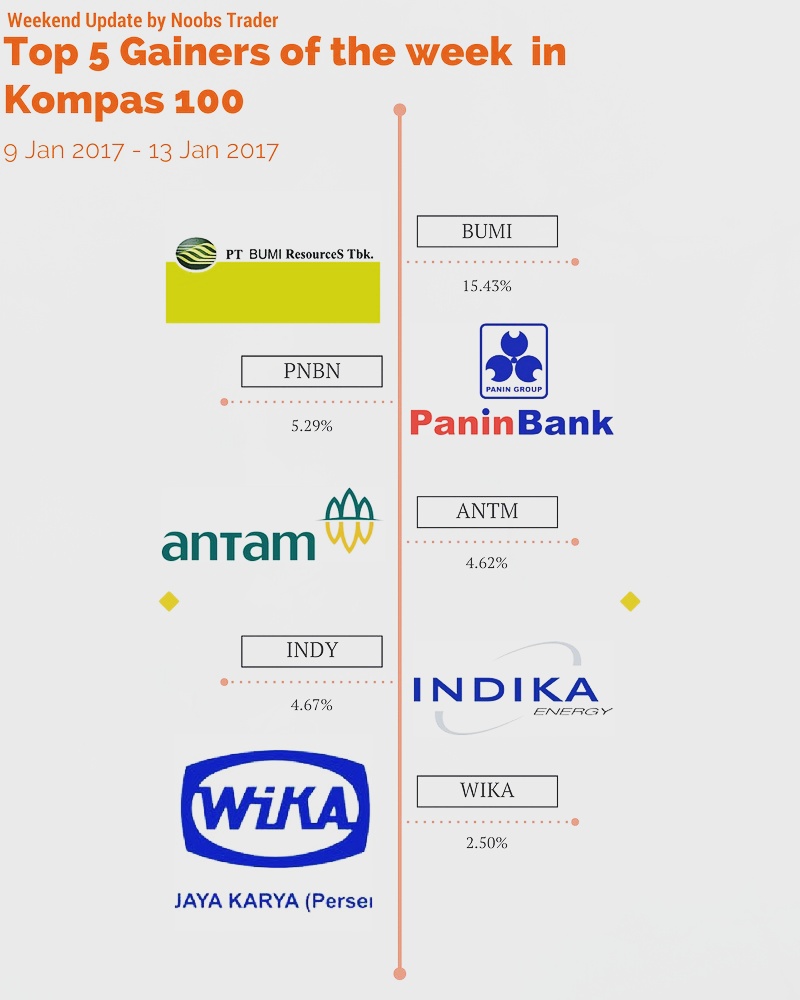 Weekend Update by Noobs Trader
Top 5 Gainers of the week in
Kompas 100
9 Jan 2017 - 13 Jan 2017
PT BUMI ResourceS Tbk.
BUMI
15.43%
PNBN
5.29%
PANIN GROUP
PaninBank
anTam
ANTM
4.62%
INDY
4.67%
INDIKA
ENERGY
WiKA
JAYA KARYA (Perser
WIKA
2.50%